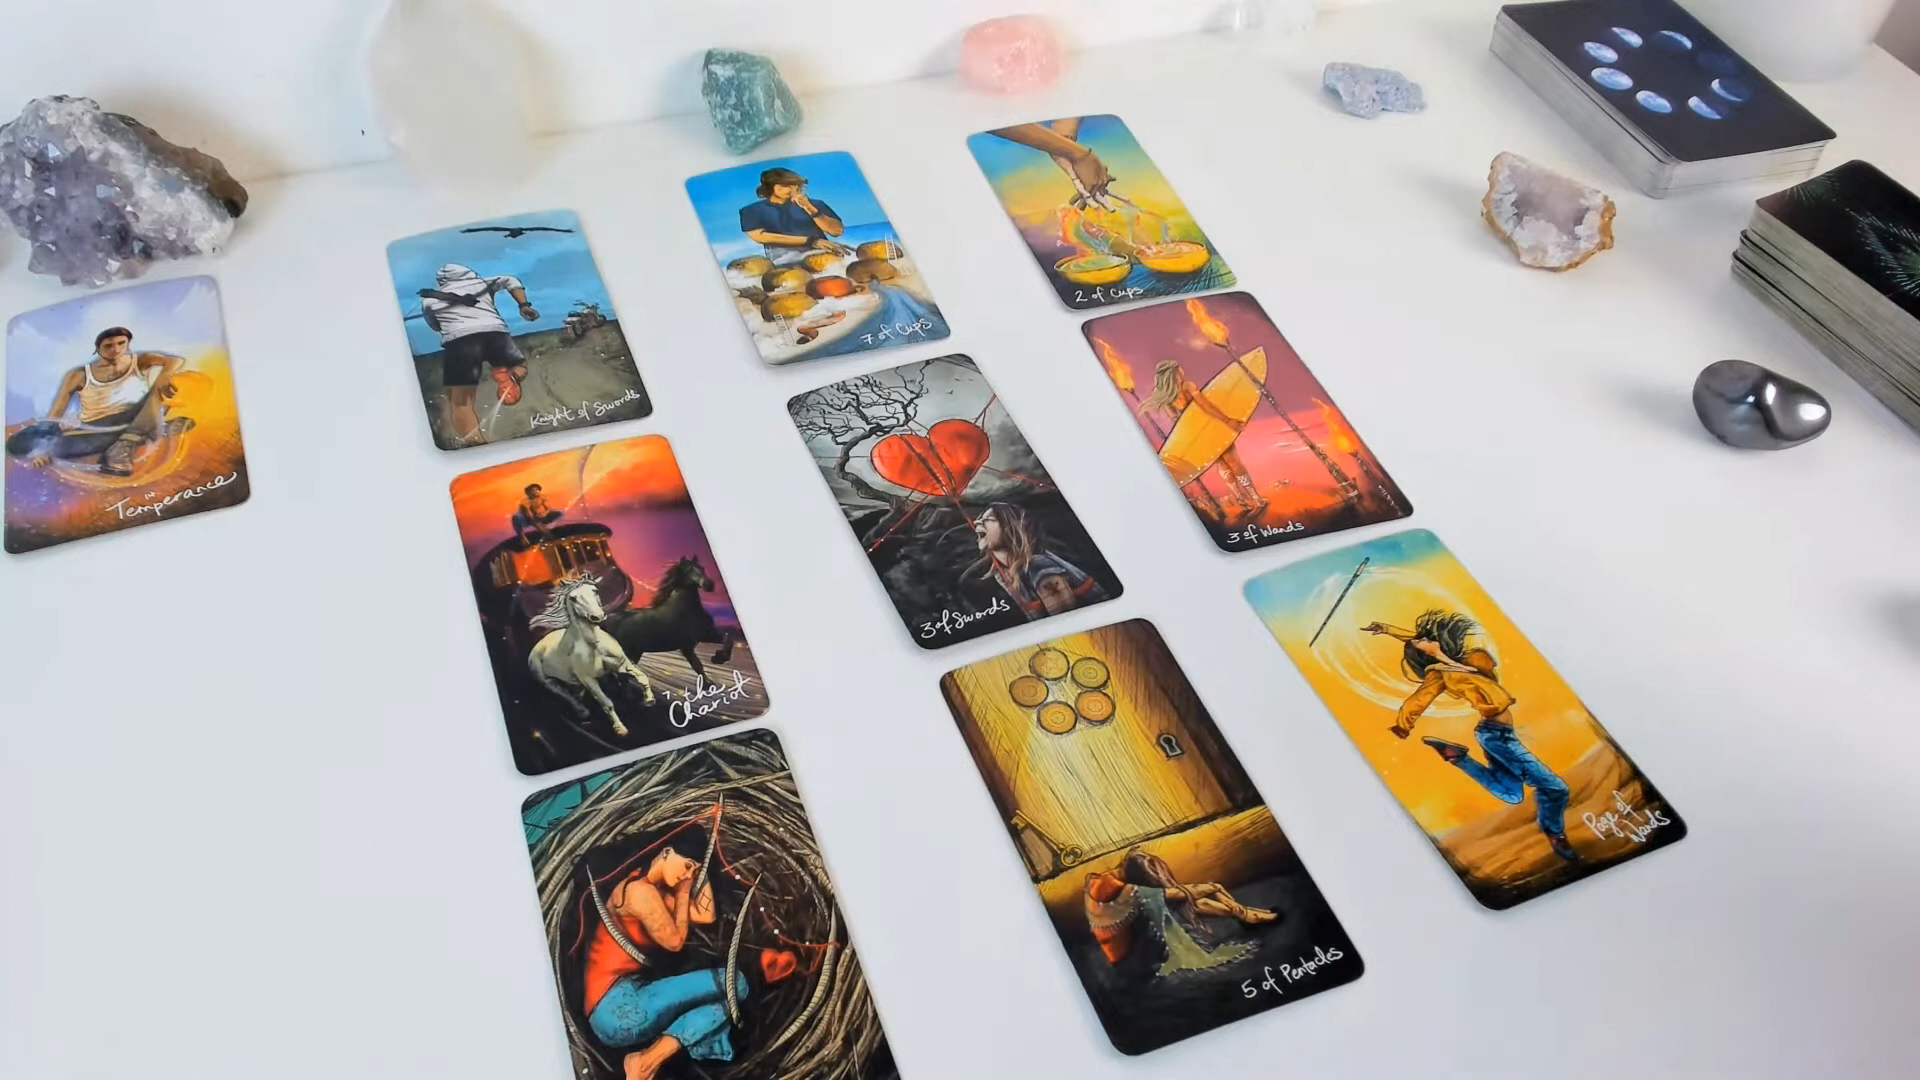 14
Temperance
Knight of Swords
7 of Cups
2 of Cups
7. the
Chariot
3 of Swords
3 of Wands
5 of Pentacles
Page of
Wands